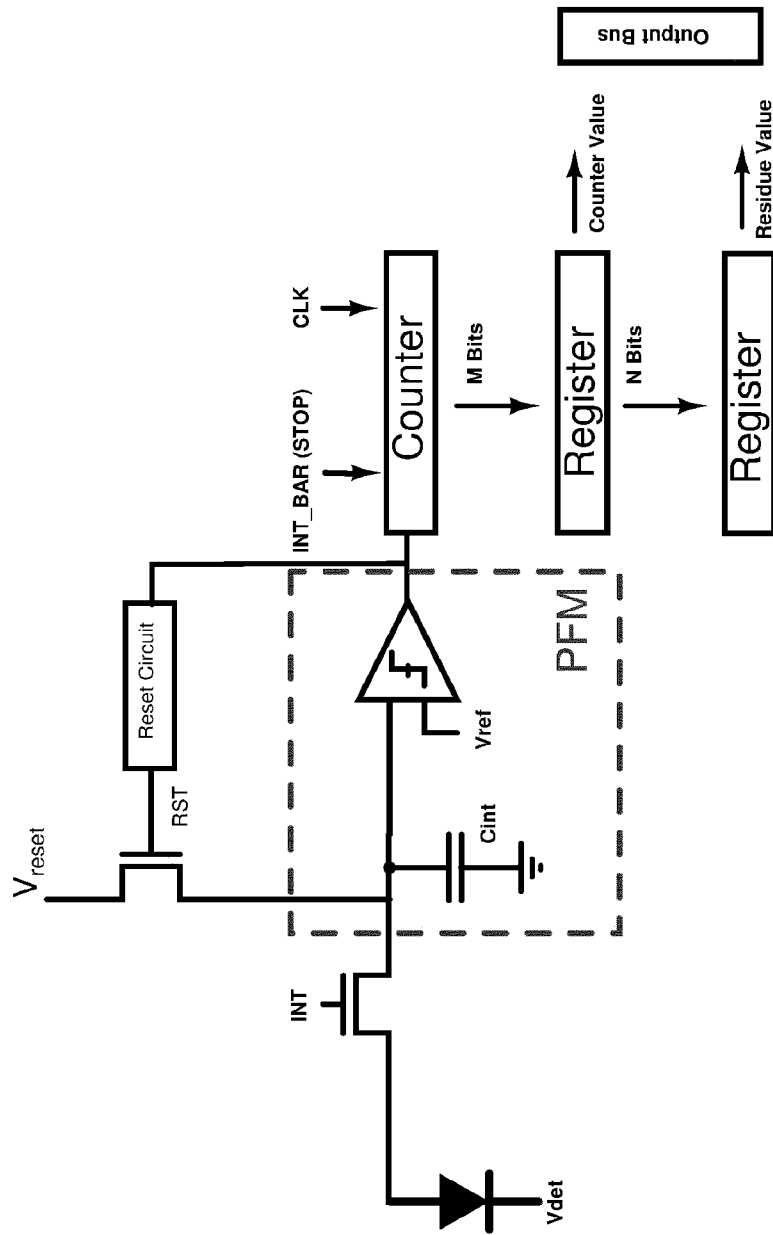 V_reset
RST
Reset Circuit
INT
Vdet
Cint
Vref
PFM
INT_BAR (STOP)
CLK
Counter
M Bits
Register
Counter Value
N Bits
Register
Residue Value
Output Bus